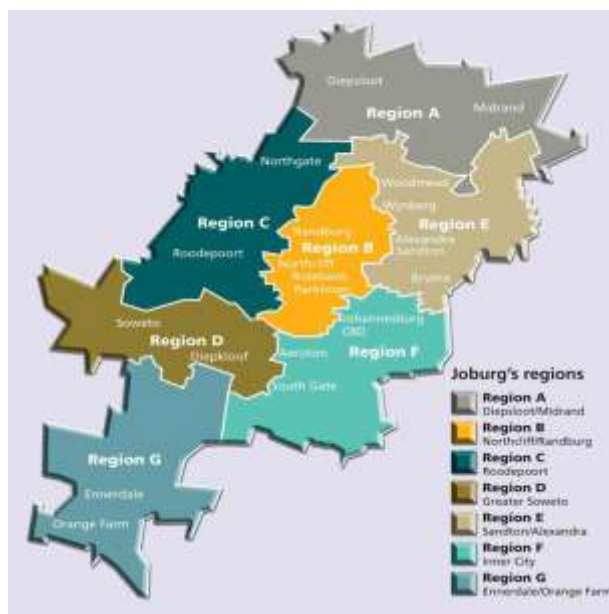 Diepsloot
Region A
Midrand
Northgate
Woodmead
Wynberg
Region C
Region E
Randburg
Alexandra
Region B
Sandton
Roodepoort
Northcliff
Rosebank
Parktown
Bruma
Soweto
Johannesburg
CBD
Region D
Diepkloof
Aeroton
Region F
South Gate
Joburg's regions
Region A
Diepsloot/Midrand
Region B
Northcliff/Randburg
Region C
Roodepoort
Region D
Greater Soweto
Region E
Sandton/Alexandra
Region F
Inner City
Region G
Ennerdale/Orange Farm
Region G
Ennerdale
Orange Farm